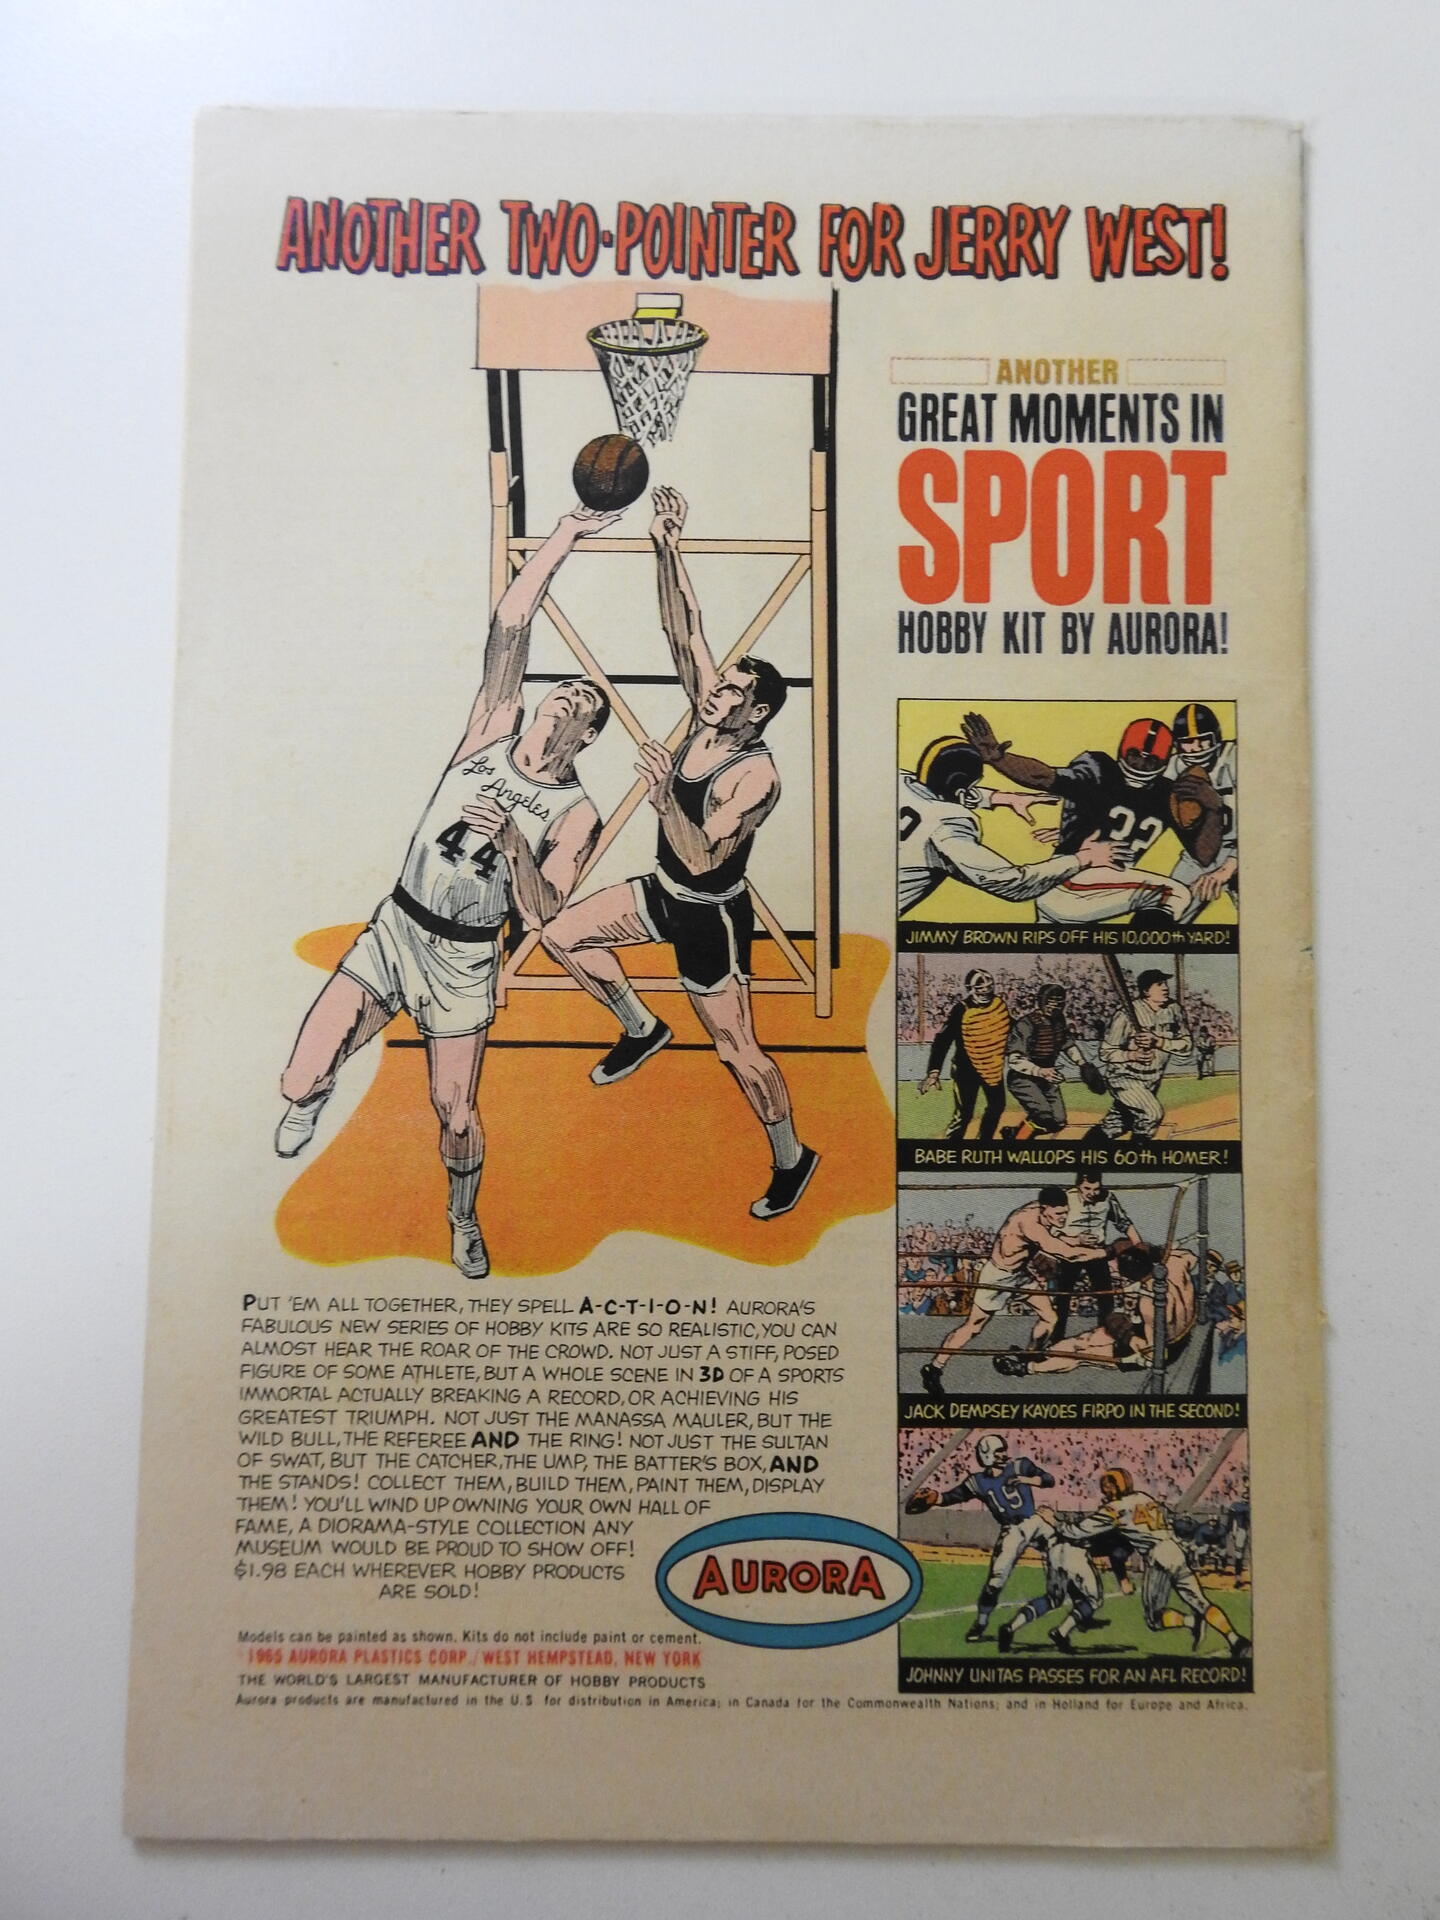 ANOTHER TWO-POINTER FOR JERRY WEST!
ANOTHER
GREAT MOMENTS IN
SPORT
HOBBY KIT BY AURORA!
Los
Angeles
44
32
JIMMY BROWN RIPS OFF HIS 10,000th YARD!
BABE RUTH WALLOPS HIS 60th HOMER!
JACK DEMPSEY KAYOES FIRPO IN THE SECOND!
19
JOHNNY UNITAS PASSES FOR AN AFL RECORD!
PUT 'EM ALL TOGETHER, THEY SPELL A-C-T-I-O-N! AURORA'S
FABULOUS NEW SERIES OF HOBBY KITS ARE SO REALISTIC, YOU CAN
ALMOST HEAR THE ROAR OF THE CROWD. NOT JUST A STIFF, POSED
FIGURE OF SOME ATHLETE, BUT A WHOLE SCENE IN 3D OF A SPORTS
IMMORTAL ACTUALLY BREAKING A RECORD, OR ACHIEVING HIS
GREATEST TRIUMPH. NOT JUST THE MANASSA MAULER, BUT THE
WILD BULL, THE REFEREE AND THE RING! NOT JUST THE SULTAN
OF SWAT, BUT THE CATCHER, THE UMP, THE BATTER'S BOX, AND
THE STANDS! COLLECT THEM, BUILD THEM, PAINT THEM, DISPLAY
THEM! YOU'LL WIND UP OWNING YOUR OWN HALL OF
FAME, A DIORAMA-STYLE COLLECTION ANY
MUSEUM WOULD BE PROUD TO SHOW OFF!
$1.98 EACH WHEREVER HOBBY PRODUCTS
ARE SOLD!
AURORA
Models can be painted as shown. Kits do not include paint or cement.
1965 AURORA PLASTICS CORP./WEST HEMPSTEAD, NEW YORK
THE WORLD'S LARGEST MANUFACTURER OF HOBBY PRODUCTS
Aurora products are manufactured in the U.S. for distribution in America; in Canada for the Commonwealth Nations; and in Holland for Europe and Africa.